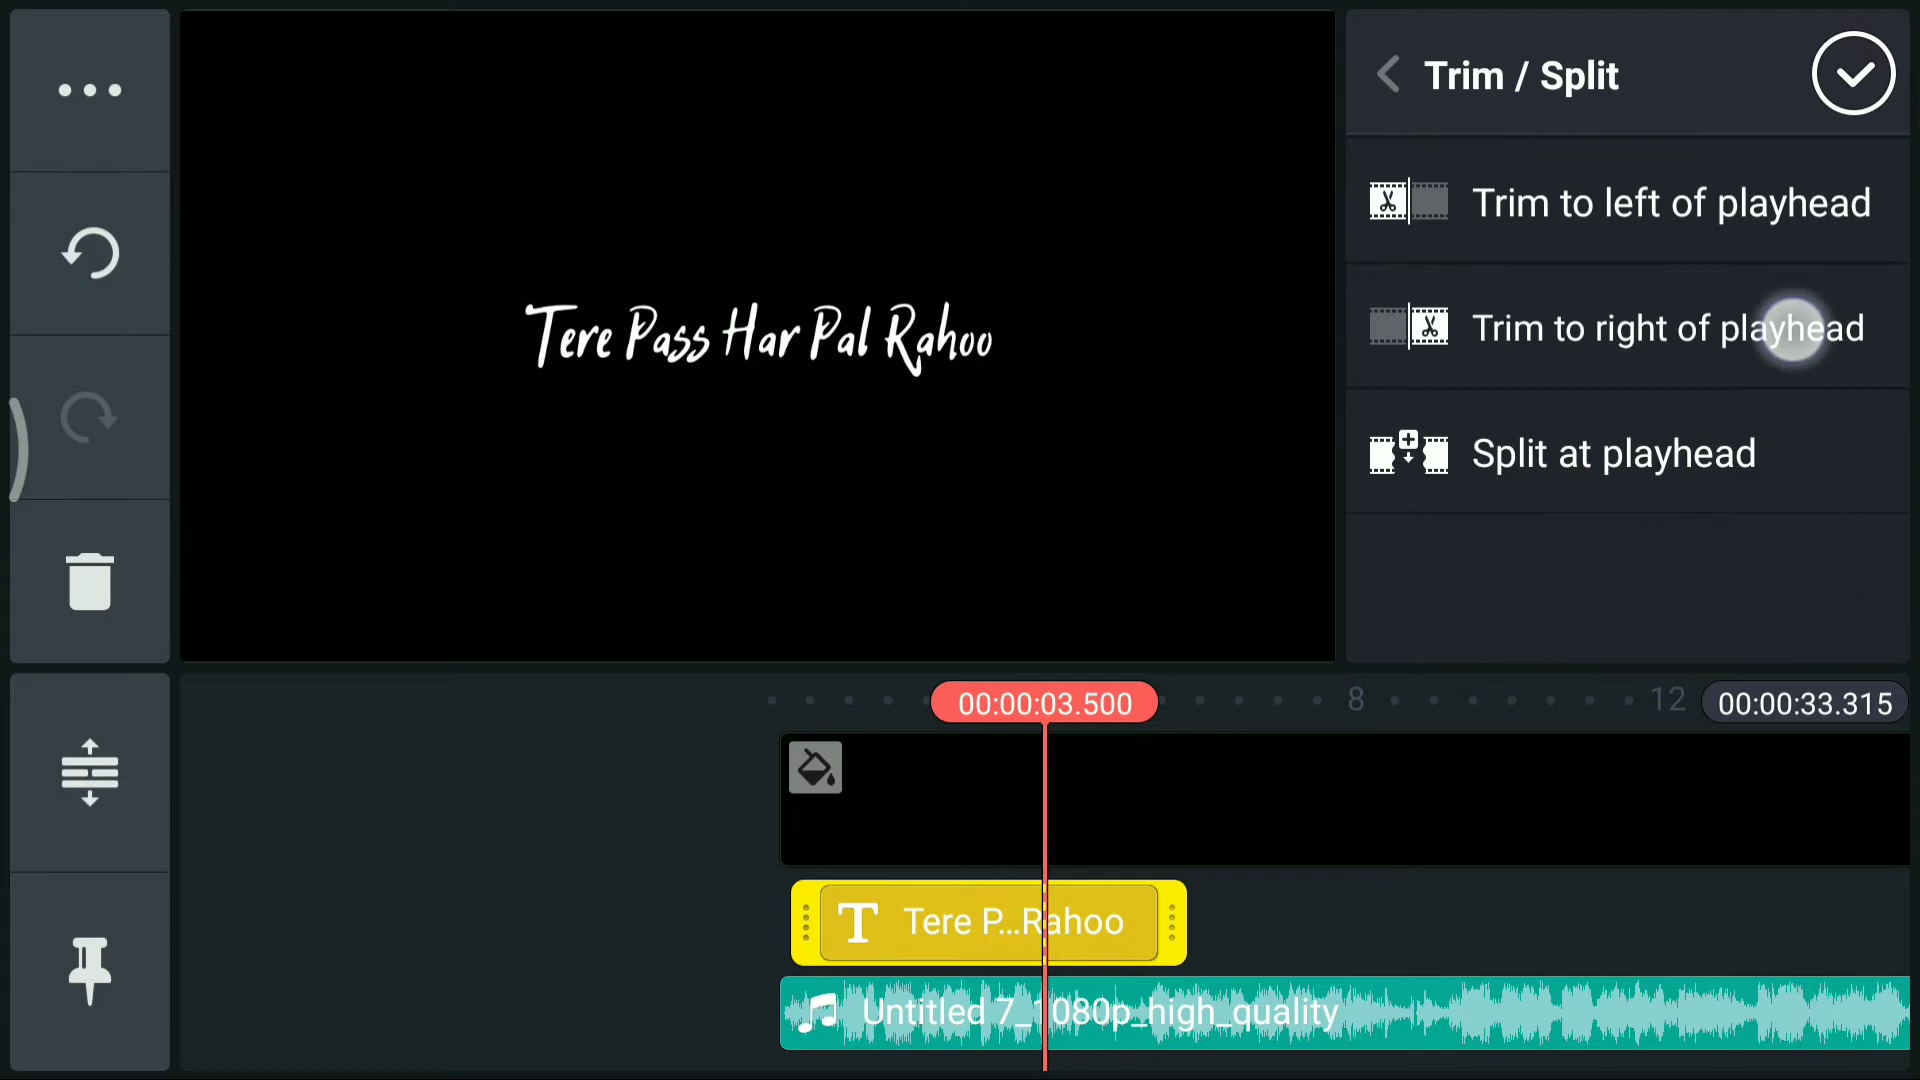 Trim / Split
Trim to left of playhead
Trim to right of playhead
Split at playhead
Tere Pass Har Pal Rahoo
00:00:03.500
8
12
00:00:33.315
T Tere P...Rahoo
Untitled 7_1080p_high_quality